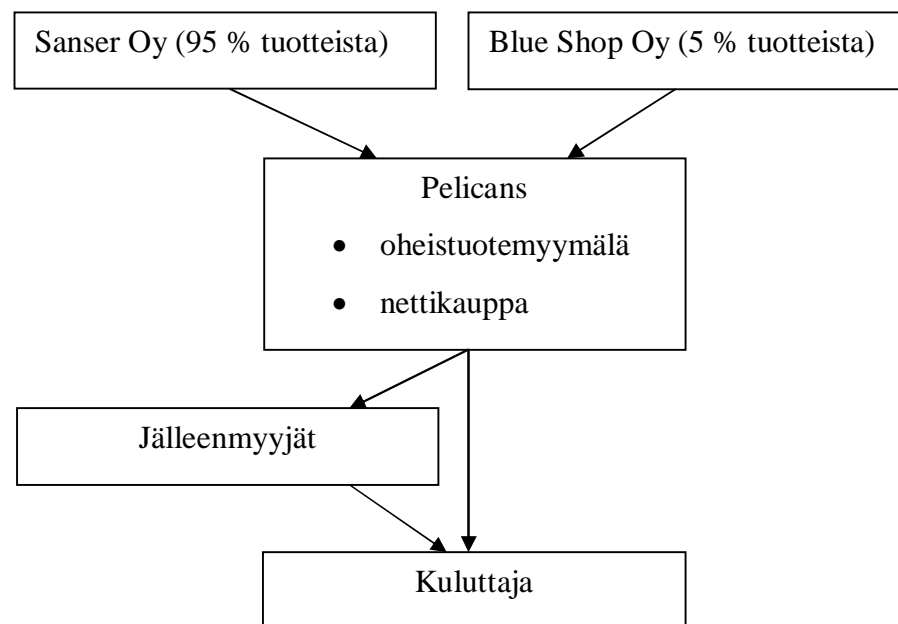 Sanser Oy (95 % tuotteista)
Blue Shop Oy (5 % tuotteista)
Pelicans
• oheistuotemyymälä
• nettikauppa
Jälleenmyyjät
Kuluttaja